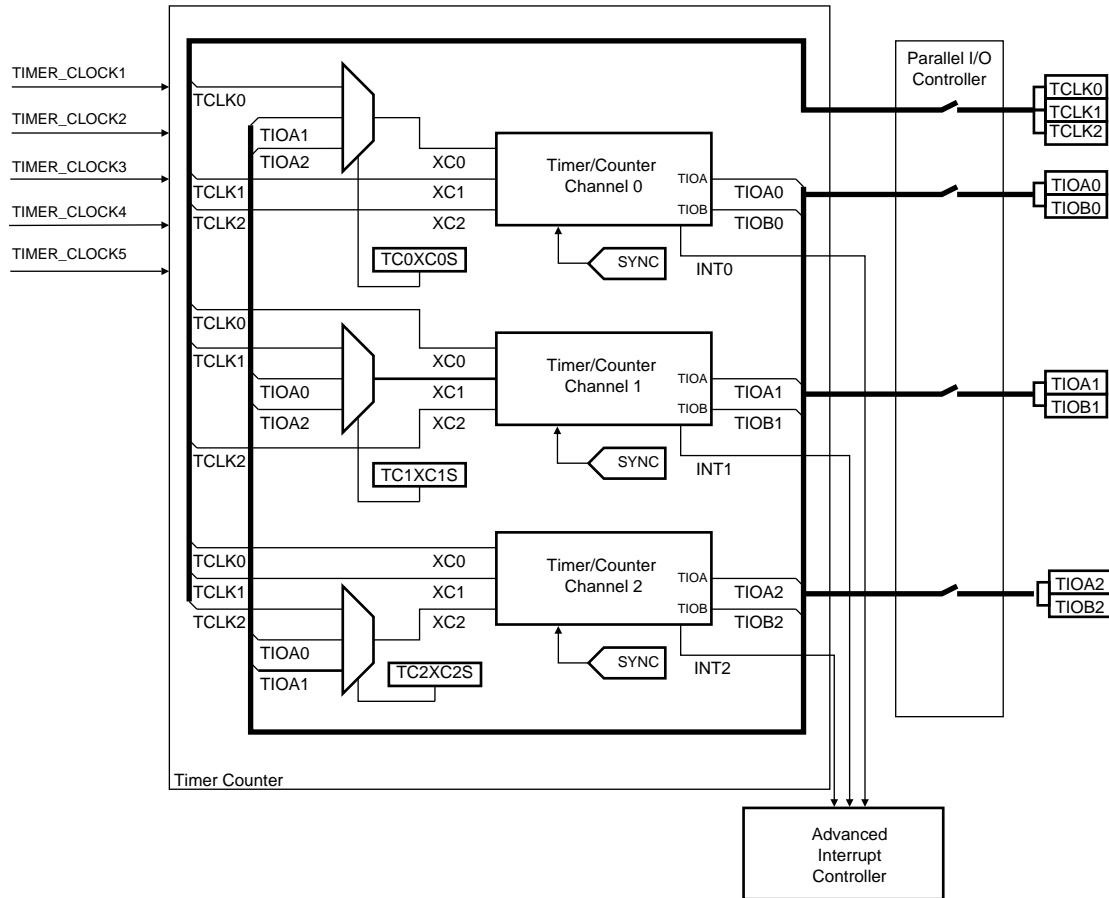 TIMER_CLOCK1
TIMER_CLOCK2
TIMER_CLOCK3
TIMER_CLOCK4
TIMER_CLOCK5
TCLK0
TIOA1
TIOA2
TCLK1
TCLK2
XC0
XC1
XC2
TC0XC0S
Timer/Counter
Channel 0
TIOA
TIOB
TIOA0
TIOB0
SYNC
INT0
TCLK0
TCLK1
TIOA0
TIOA2
TCLK2
XC0
XC1
XC2
TC1XC1S
Timer/Counter
Channel 1
TIOA
TIOB
TIOA1
TIOB1
SYNC
INT1
TCLK0
TCLK1
TCLK2
TIOA0
TIOA1
XC0
XC1
XC2
TC2XC2S
Timer/Counter
Channel 2
TIOA
TIOB
TIOA2
TIOB2
SYNC
INT2
Timer Counter
Parallel I/O
Controller
TCLK0
TCLK1
TCLK2
TIOA0
TIOB0
TIOA1
TIOB1
TIOA2
TIOB2
Advanced
Interrupt
Controller